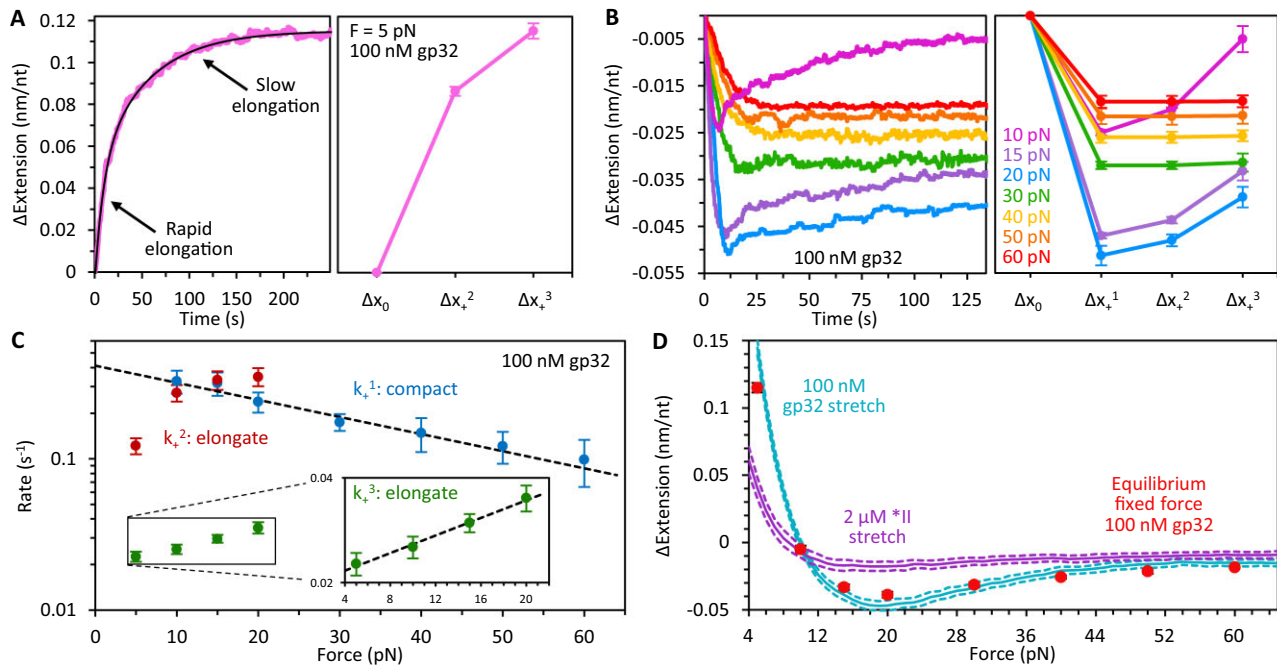 A
ΔExtension (nm/nt)
0.12
0.1
0.08
0.06
0.04
0.02
0
Slow
elongation
Rapid
elongation
0 50 100 150 200
Time (s)
F = 5 pN
100 nM gp32
Δx₀ Δx₊² Δx₊³
B
ΔExtension (nm/nt)
-0.005
-0.015
-0.025
-0.035
-0.045
-0.055
100 nM gp32
0 25 50 75 100 125
Time (s)
10 pN
15 pN
20 pN
30 pN
40 pN
50 pN
60 pN
Δx₀ Δx₊¹ Δx₊² Δx₊³
C
Rate (s⁻¹)
0.1
0.01
100 nM gp32
k₊¹: compact
k₊²: elongate
k₊³: elongate
0.04
0.02
4 8 12 16 20
0 10 20 30 40 50 60
Force (pN)
D
ΔExtension (nm/nt)
0.15
0.1
0.05
0
-0.05
100 nM
gp32 stretch
2 μM *II
stretch
Equilibrium
fixed force
100 nM gp32
4 12 20 28 36 44 52 60
Force (pN)